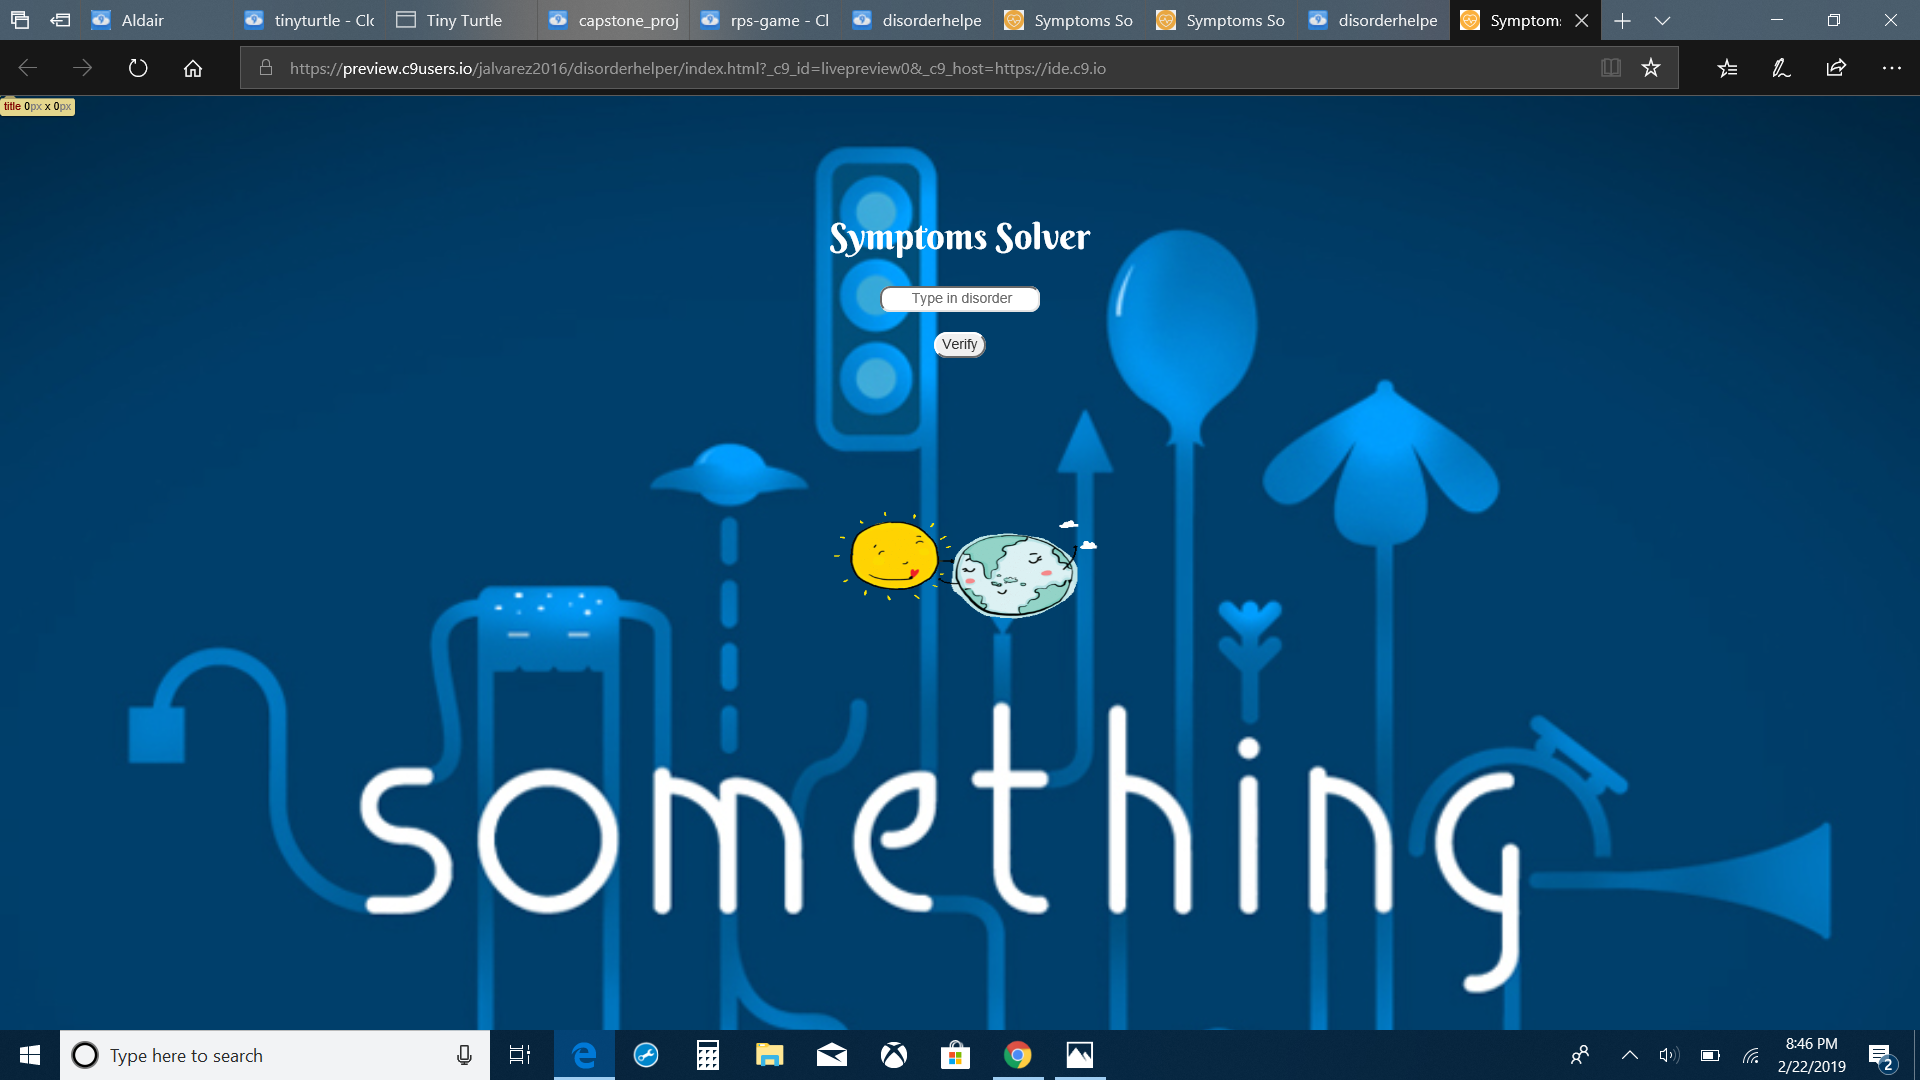 Aldair
tinyturtle - Clo
Tiny Turtle
capstone_proj
rps-game - Cl
disorderhelpe
Symptoms So
Symptoms So
disorderhelpe
Symptoms
https://preview.c9users.io/jalvarez2016/disorderhelper/index.html?_c9_id=livepreview0&_c9_host=https://ide.c9.io
title 0px x 0px
Symptoms Solver
Type in disorder
Verify
something
Type here to search
8:46 PM
2/22/2019
2